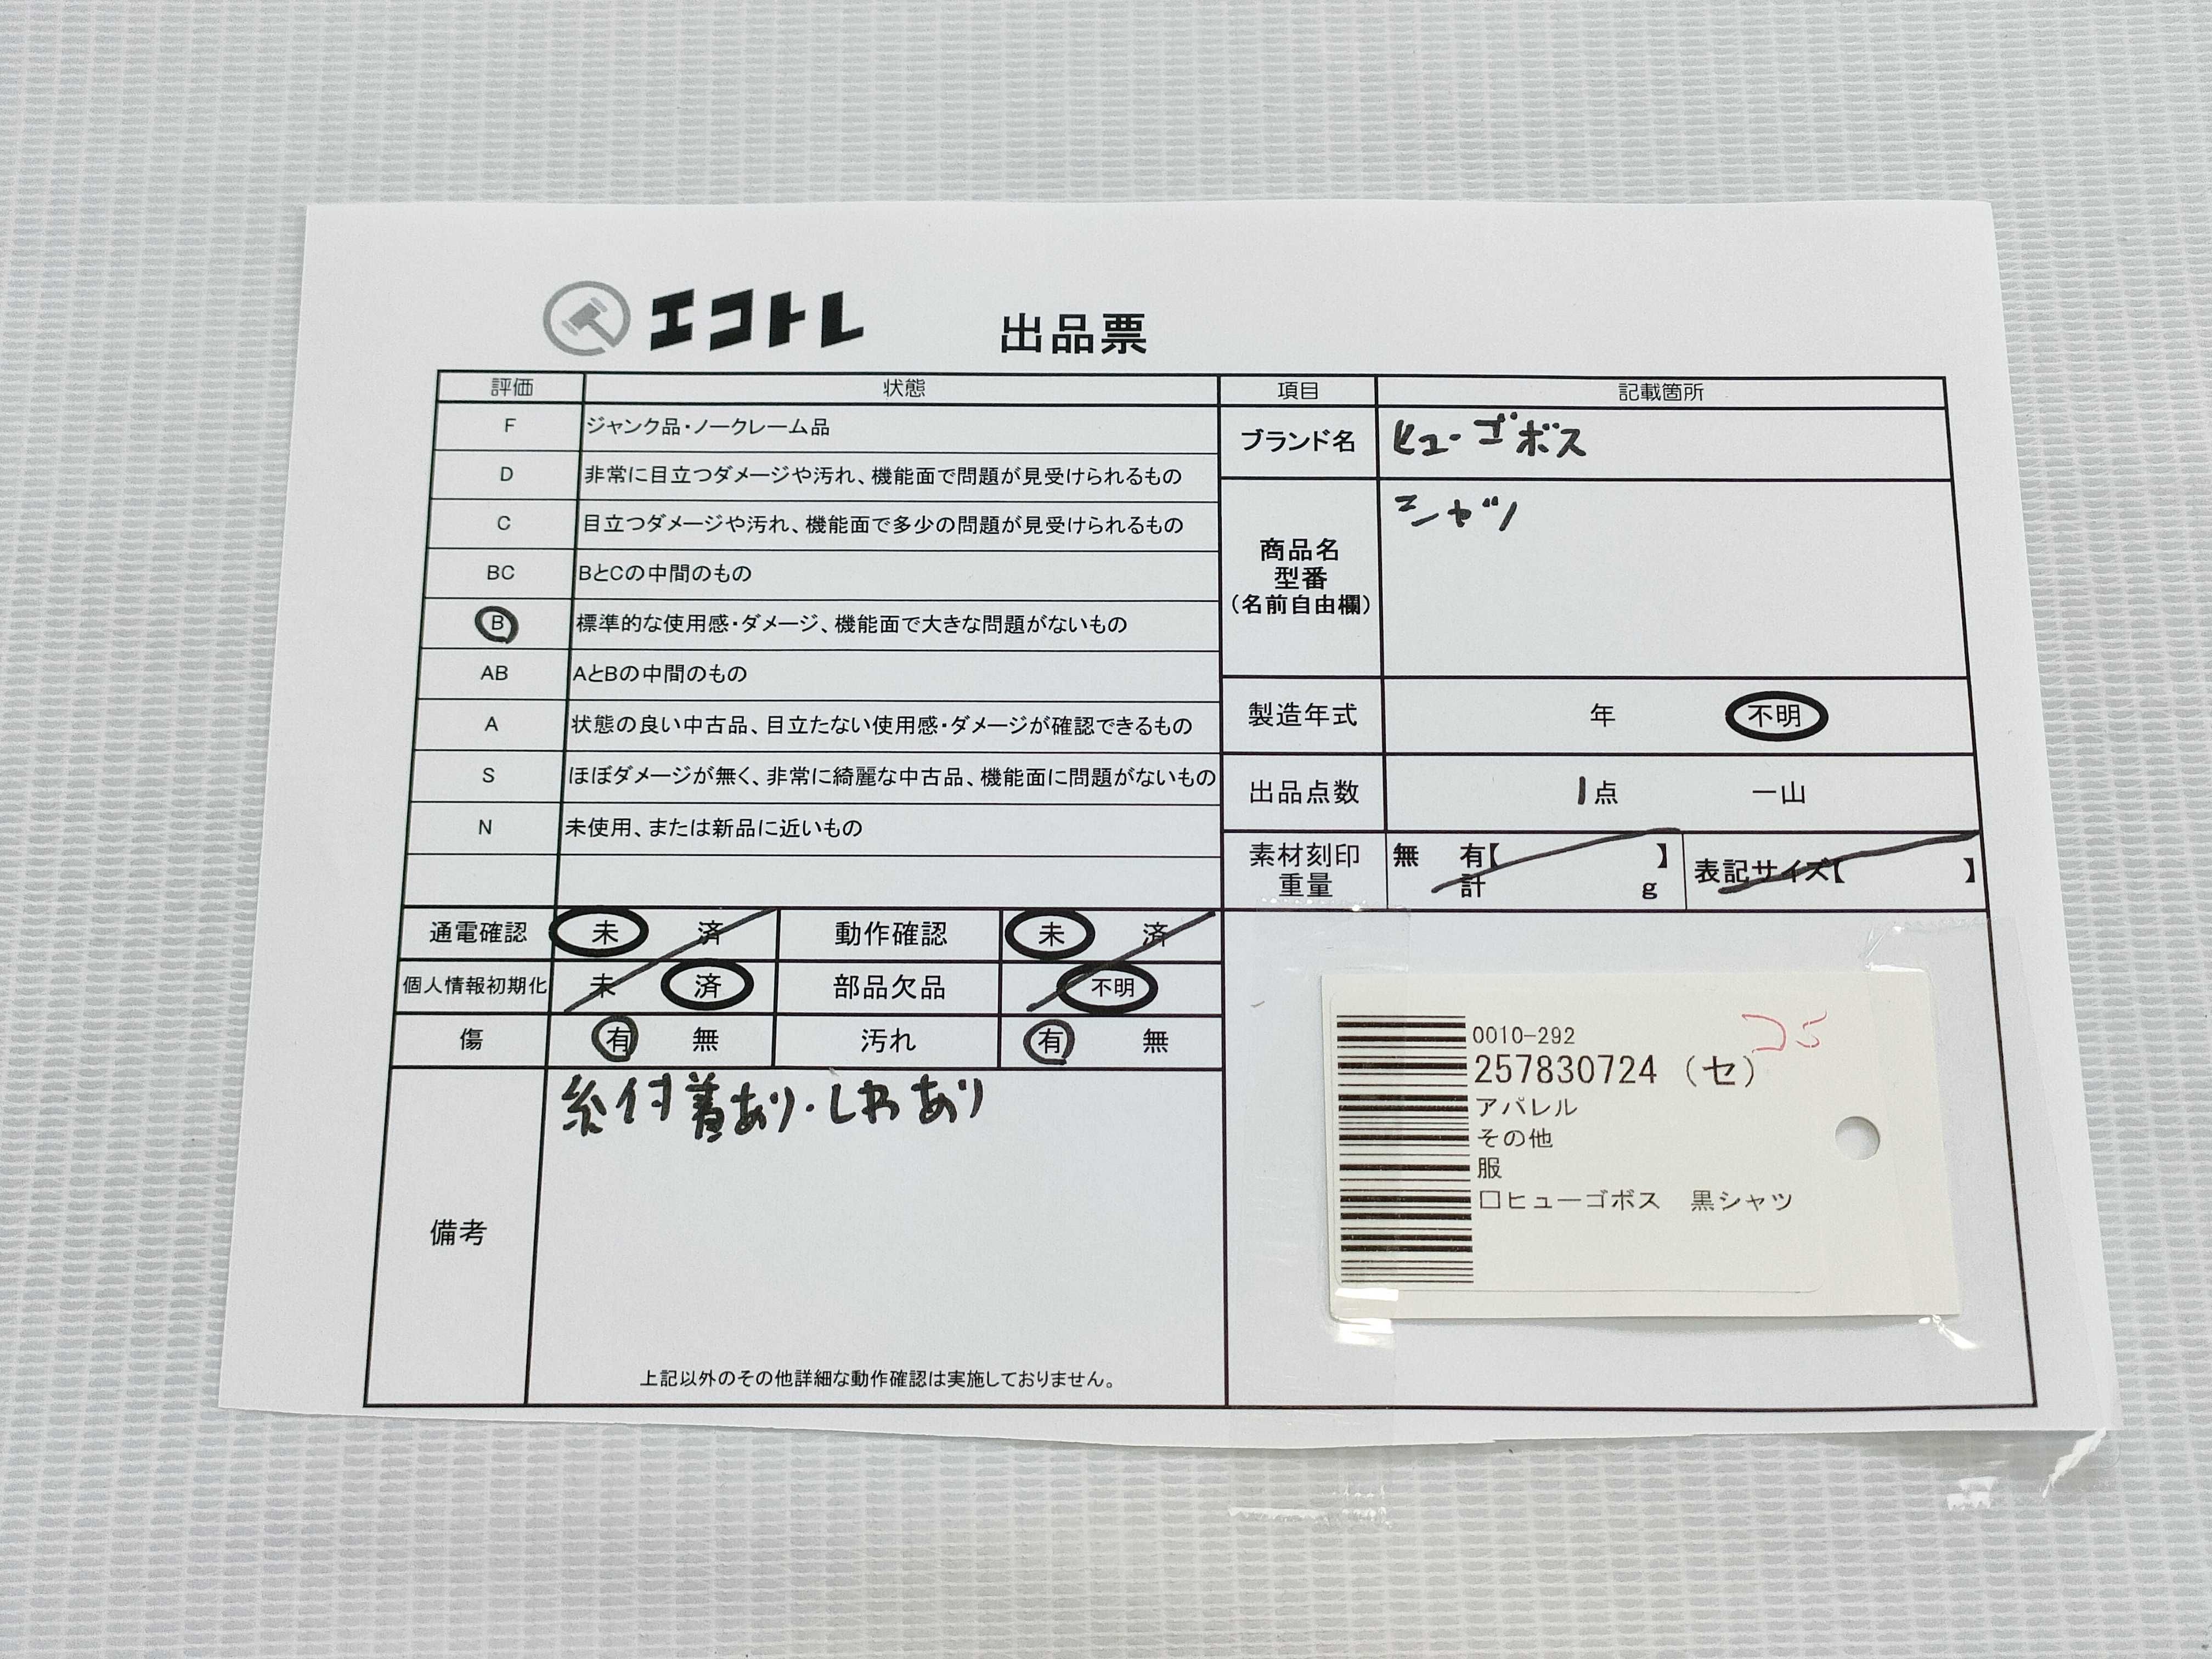 エコトレ 出品票
評価 状態
F ジャンク品・ノークレーム品
D 非常に目立つダメージや汚れ、機能面で問題が見受けられるもの
C 目立つダメージや汚れ、機能面で多少の問題が見受けられるもの
BC BとCの中間のもの
B 標準的な使用感・ダメージ、機能面で大きな問題がないもの
AB AとBの中間のもの
A 状態の良い中古品、目立たない使用感・ダメージが確認できるもの
S ほぼダメージが無く、非常に綺麗な中古品、機能面に問題がないもの
N 未使用、または新品に近いもの
項目 記載箇所
ブランド名 ヒューゴボス
商品名 シャツ
型番
(名前自由欄)
製造年式 年 不明
出品点数 1点 一山
素材刻印 無 有【 】
重量 計 g
表記サイズ【 】
通電確認 未 済 動作確認 未 済
個人情報初期化 未 済 部品欠品 不明
傷 有 無 汚れ 有 無
備考
糸付着あり・しわあり
上記以外のその他詳細な動作確認は実施しておりません。
0010-292
257830724 (セ)
アパレル
その他
服
□ヒューゴボス 黒シャツ